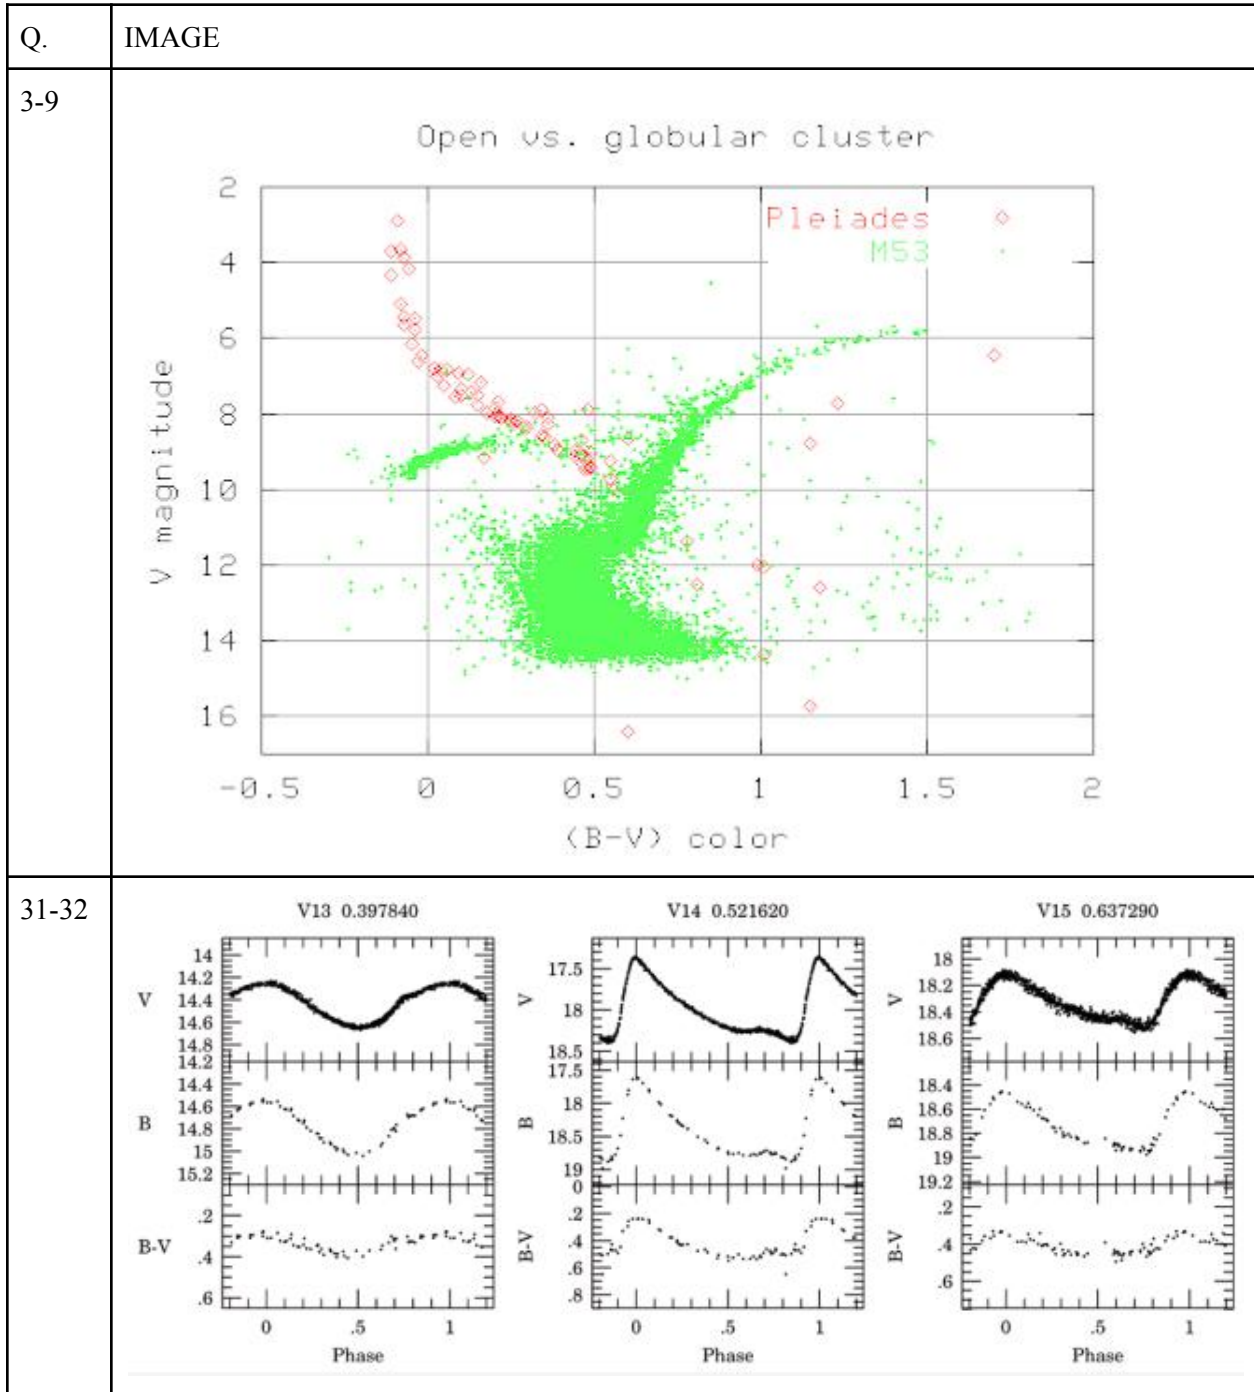 Q. IMAGE
3-9
Open vs. globular cluster
2
Pleiades
M53
4
6
8
10
12
14
16
V magnitude
-0.5 0 0.5 1 1.5 2
(B-V) color
31-32
V13 0.397840
V
14
14.2
14.4
14.6
14.8
B
14.2
14.4
14.6
14.8
15
15.2
B-V
.2
.4
.6
0 .5 1
Phase
V14 0.521620
V
17.5
18
18.5
B
17.5
18
18.5
19
B-V
0
.2
.4
.6
.8
0 .5 1
Phase
V15 0.637290
V
18
18.2
18.4
18.6
B
18.4
18.6
18.8
19
19.2
B-V
.2
.4
.6
0 .5 1
Phase